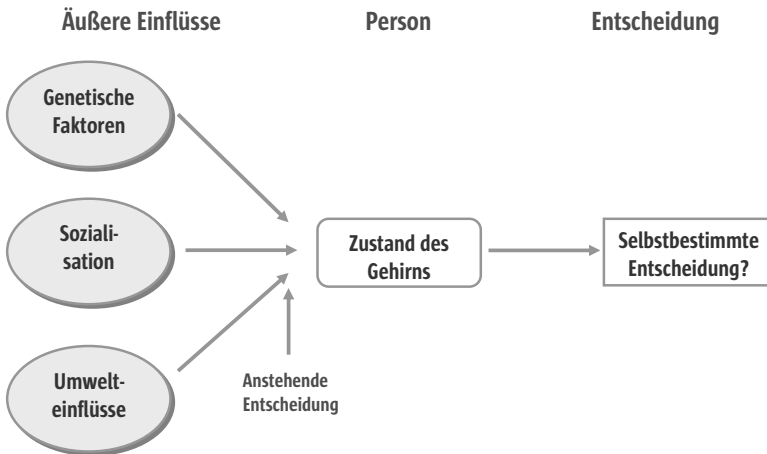 Äußere Einflüsse
Person
Entscheidung
Genetische
Faktoren
Soziali-
sation
Zustand des
Gehirns
Selbstbestimmte
Entscheidung?
Umwelt-
einflüsse
Anstehende
Entscheidung